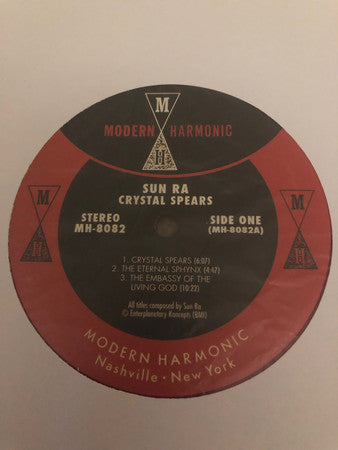 M
MODERN HARMONIC
H
SUN RA
CRYSTAL SPEARS
STEREO
MH-8082
SIDE ONE
(MH-8082A)
M
H
M
H
1. CRYSTAL SPEARS (6:07)
2. THE ETERNAL SPHYNX (4:47)
3. THE EMBASSY OF THE
LIVING GOD (10:22)
All titles composed by Sun Ra
© Enterplanetary Koncepts (BMI)
MODERN HARMONIC
Nashville • New York